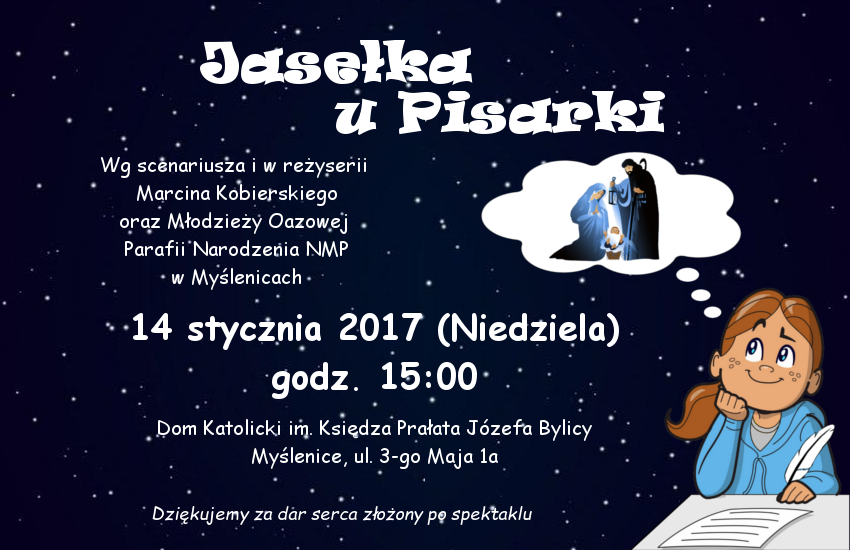 Jasełka
u Pisarki
Wg scenariusza i w reżyserii
Marcina Kobierskiego
oraz Młodzieży Oazowej
Parafii Narodzenia NMP
w Myślenicach
14 stycznia 2017 (Niedziela)
godz. 15:00
Dom Katolicki im. Księdza Prałata Józefa Bylicy
Myślenice, ul. 3-go Maja 1a
Dziękujemy za dar serca złożony po spektaklu